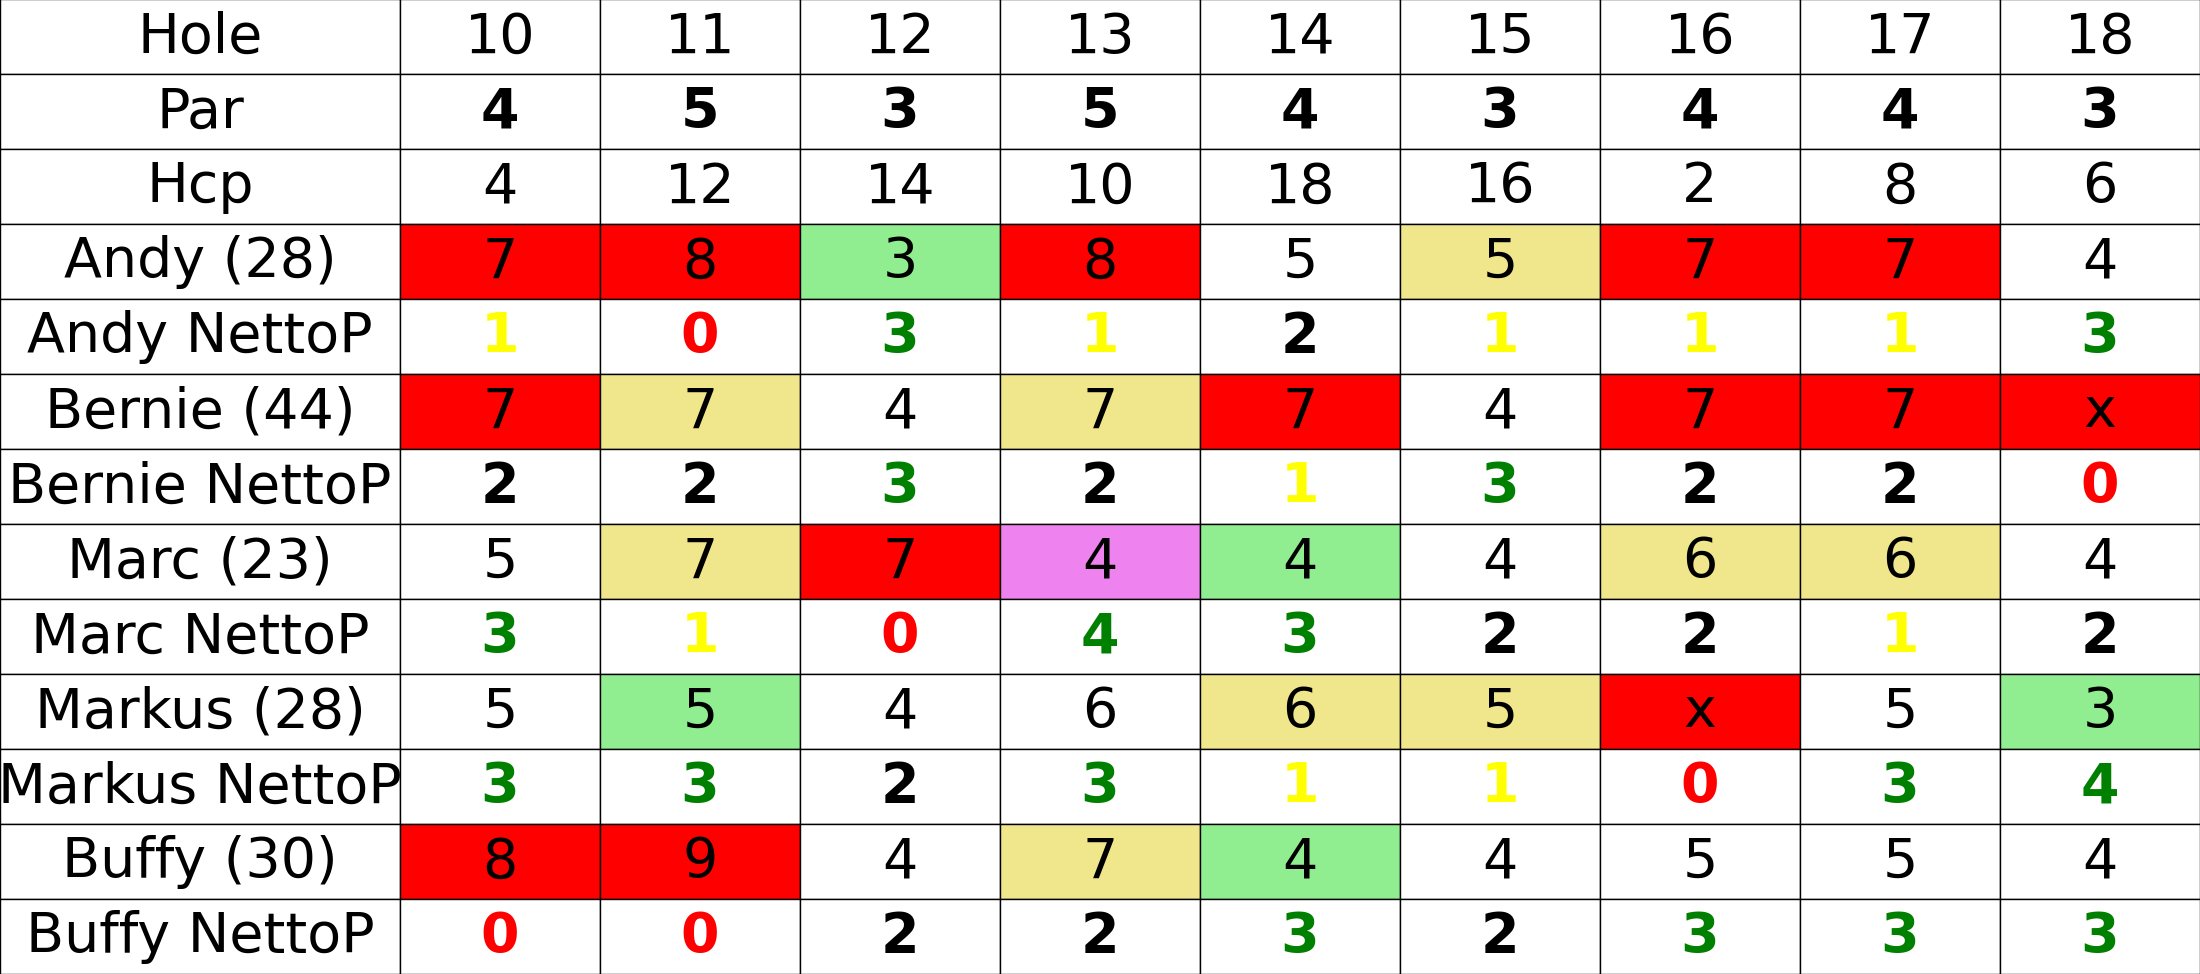 Hole 10 11 12 13 14 15 16 17 18
Par 4 5 3 5 4 3 4 4 3
Hcp 4 12 14 10 18 16 2 8 6
Andy (28) 7 8 3 8 5 5 7 7 4
Andy NettoP 1 0 3 1 2 1 1 1 3
Bernie (44) 7 7 4 7 7 4 7 7 x
Bernie NettoP 2 2 3 2 1 3 2 2 0
Marc (23) 5 7 7 4 4 4 6 6 4
Marc NettoP 3 1 0 4 3 2 2 1 2
Markus (28) 5 5 4 6 6 5 x 5 3
Markus NettoP 3 3 2 3 1 1 0 3 4
Buffy (30) 8 9 4 7 4 4 5 5 4
Buffy NettoP 0 0 2 2 3 2 3 3 3